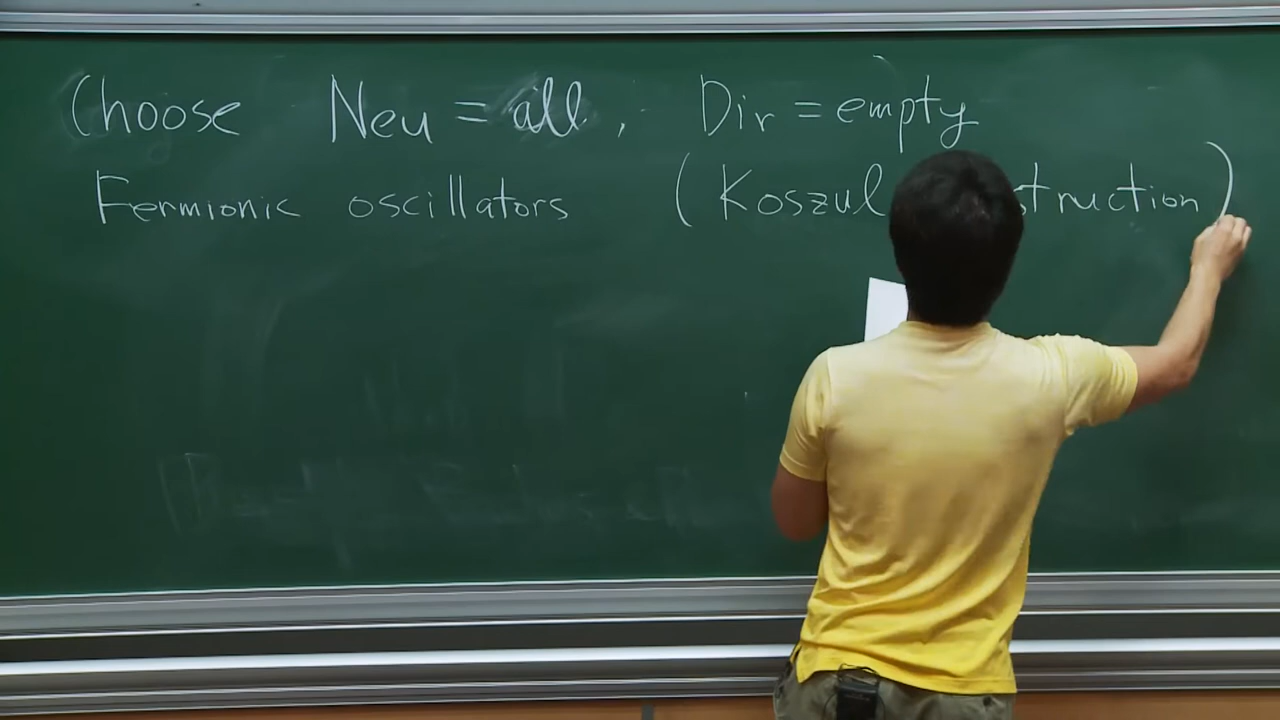 Choose Neu = all, Dir = empty
Fermionic oscillators (Koszul struction)